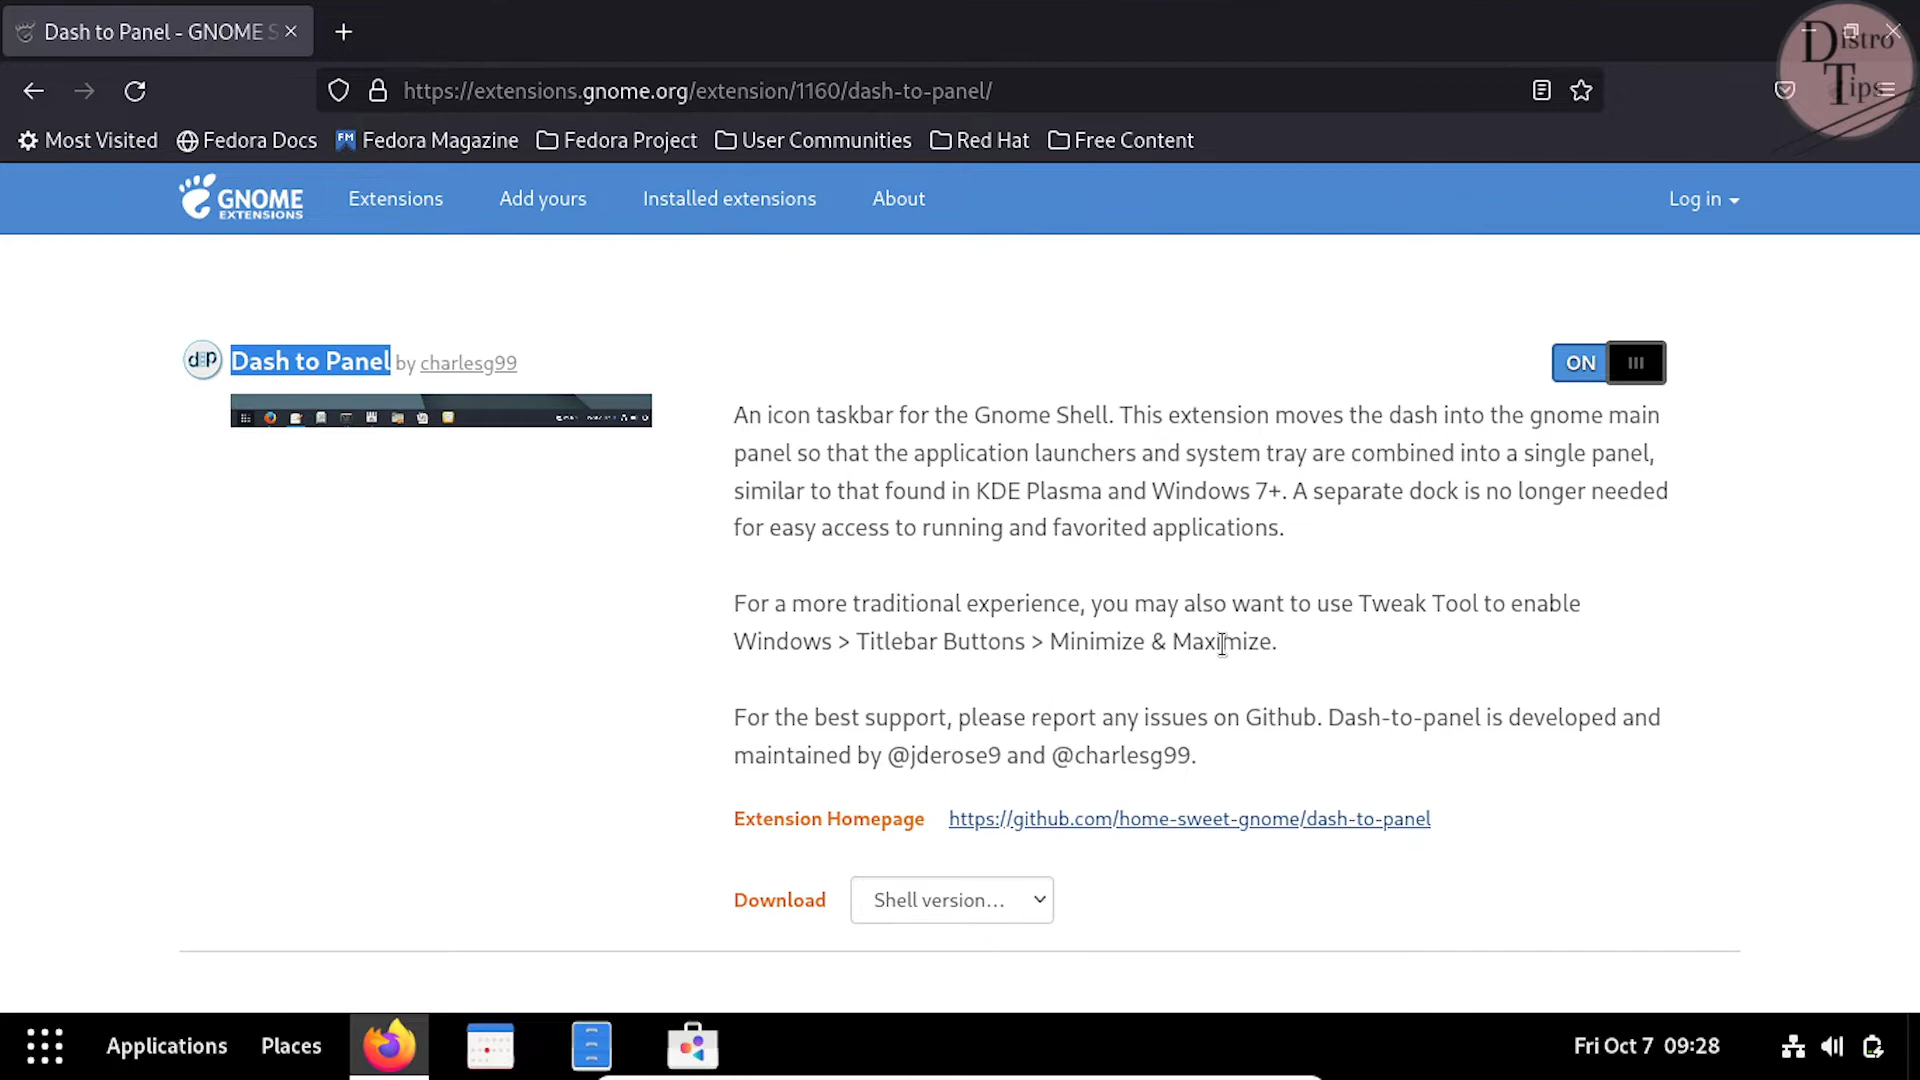 Dash to Panel - GNOME S
Distro
Tips
https://extensions.gnome.org/extension/1160/dash-to-panel/
Most Visited
Fedora Docs
FM
Fedora Magazine
Fedora Project
User Communities
Red Hat
Free Content
GNOME
EXTENSIONS
Extensions
Add yours
Installed extensions
About
Log in
d&p
Dash to Panel by charlesg99
ON
An icon taskbar for the Gnome Shell. This extension moves the dash into the gnome main
panel so that the application launchers and system tray are combined into a single panel,
similar to that found in KDE Plasma and Windows 7+. A separate dock is no longer needed
for easy access to running and favorited applications.
For a more traditional experience, you may also want to use Tweak Tool to enable
Windows > Titlebar Buttons > Minimize & Maximize.
For the best support, please report any issues on Github. Dash-to-panel is developed and
maintained by @jderose9 and @charlesg99.
Extension Homepage https://github.com/home-sweet-gnome/dash-to-panel
Download Shell version...
Applications
Places
Fri Oct 7 09:28